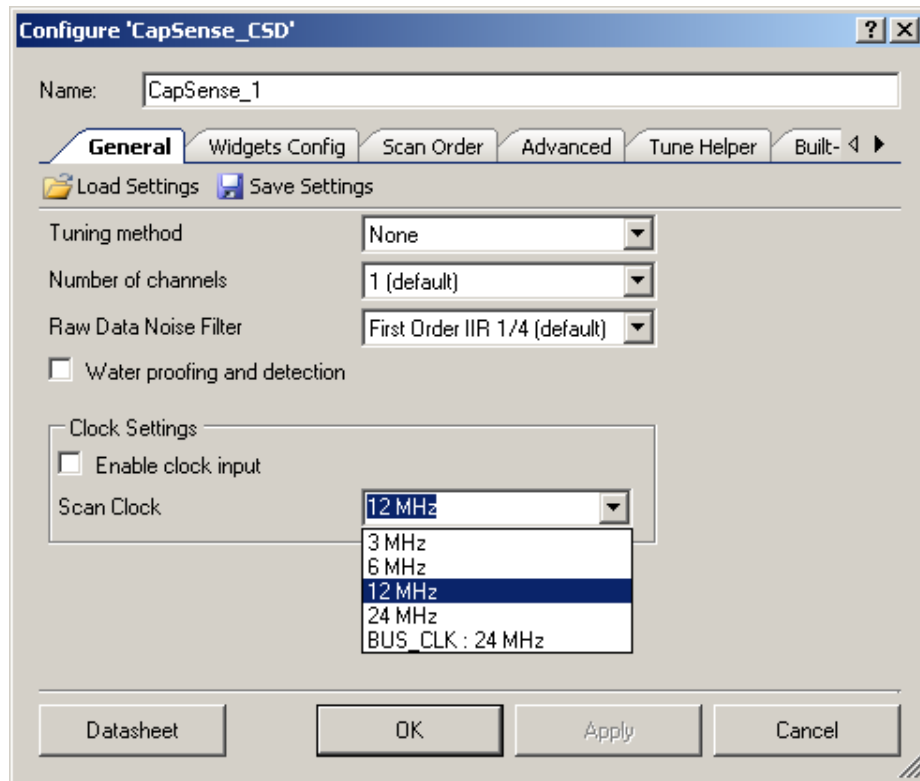 Configure 'CapSense_CSD'
Name: CapSense_1
General Widgets Config Scan Order Advanced Tune Helper Built-
Load Settings Save Settings
Tuning method None
Number of channels 1 (default)
Raw Data Noise Filter First Order IIR 1/4 (default)
Water proofing and detection
Clock Settings
Enable clock input
Scan Clock 12 MHz
3 MHz
6 MHz
12 MHz
24 MHz
BUS_CLK : 24 MHz
Datasheet OK Apply Cancel